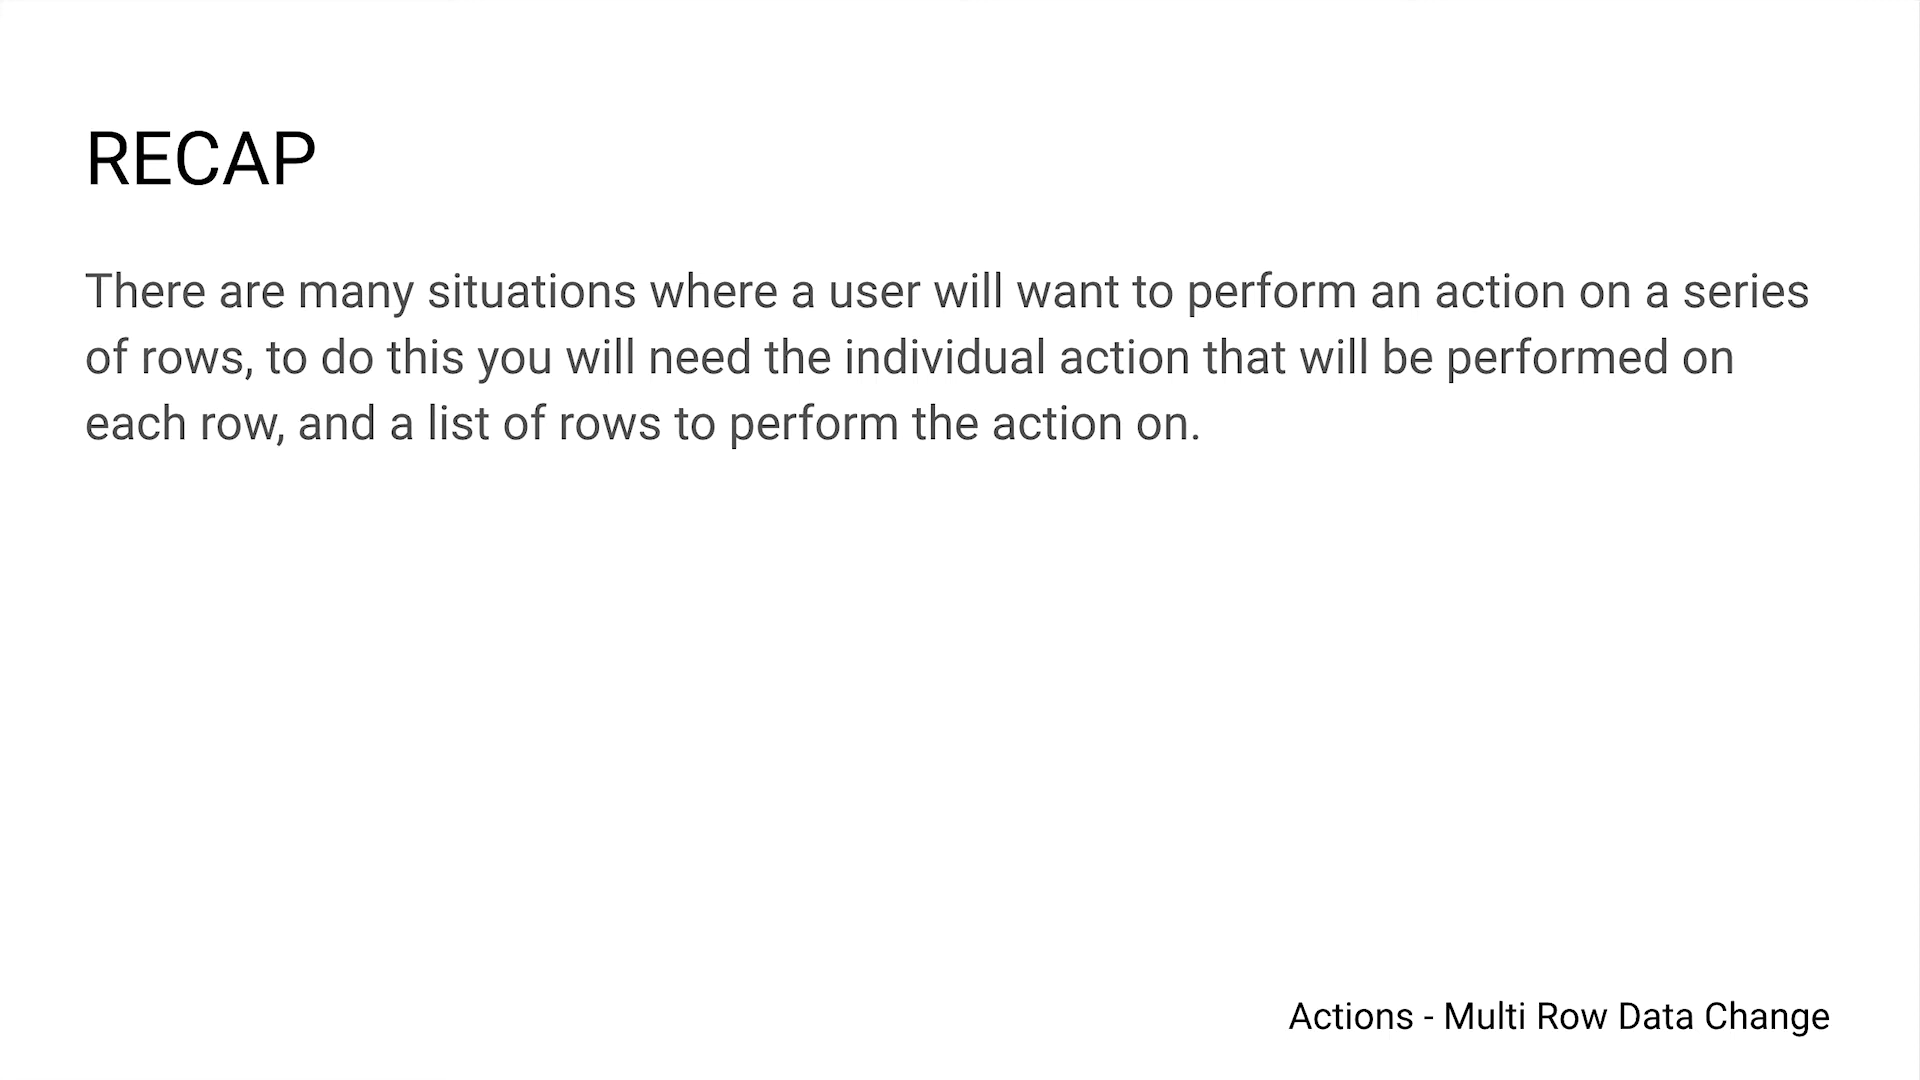 RECAP
There are many situations where a user will want to perform an action on a series
of rows, to do this you will need the individual action that will be performed on
each row, and a list of rows to perform the action on.
Actions - Multi Row Data Change